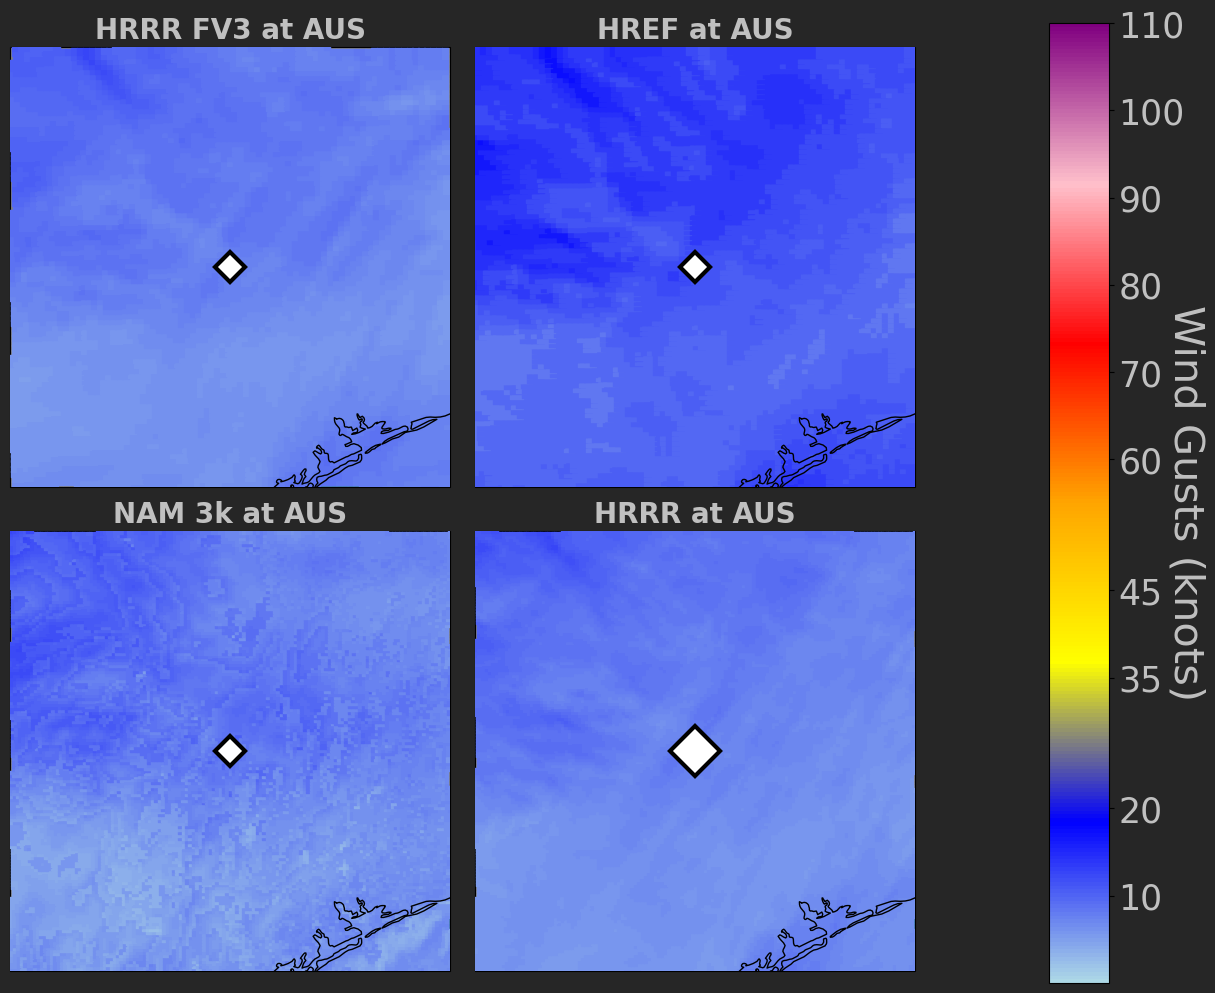 HRRR FV3 at AUS
HREF at AUS
NAM 3k at AUS
HRRR at AUS
110
100
90
80
70
60
45
35
20
10
Wind Gusts (knots)